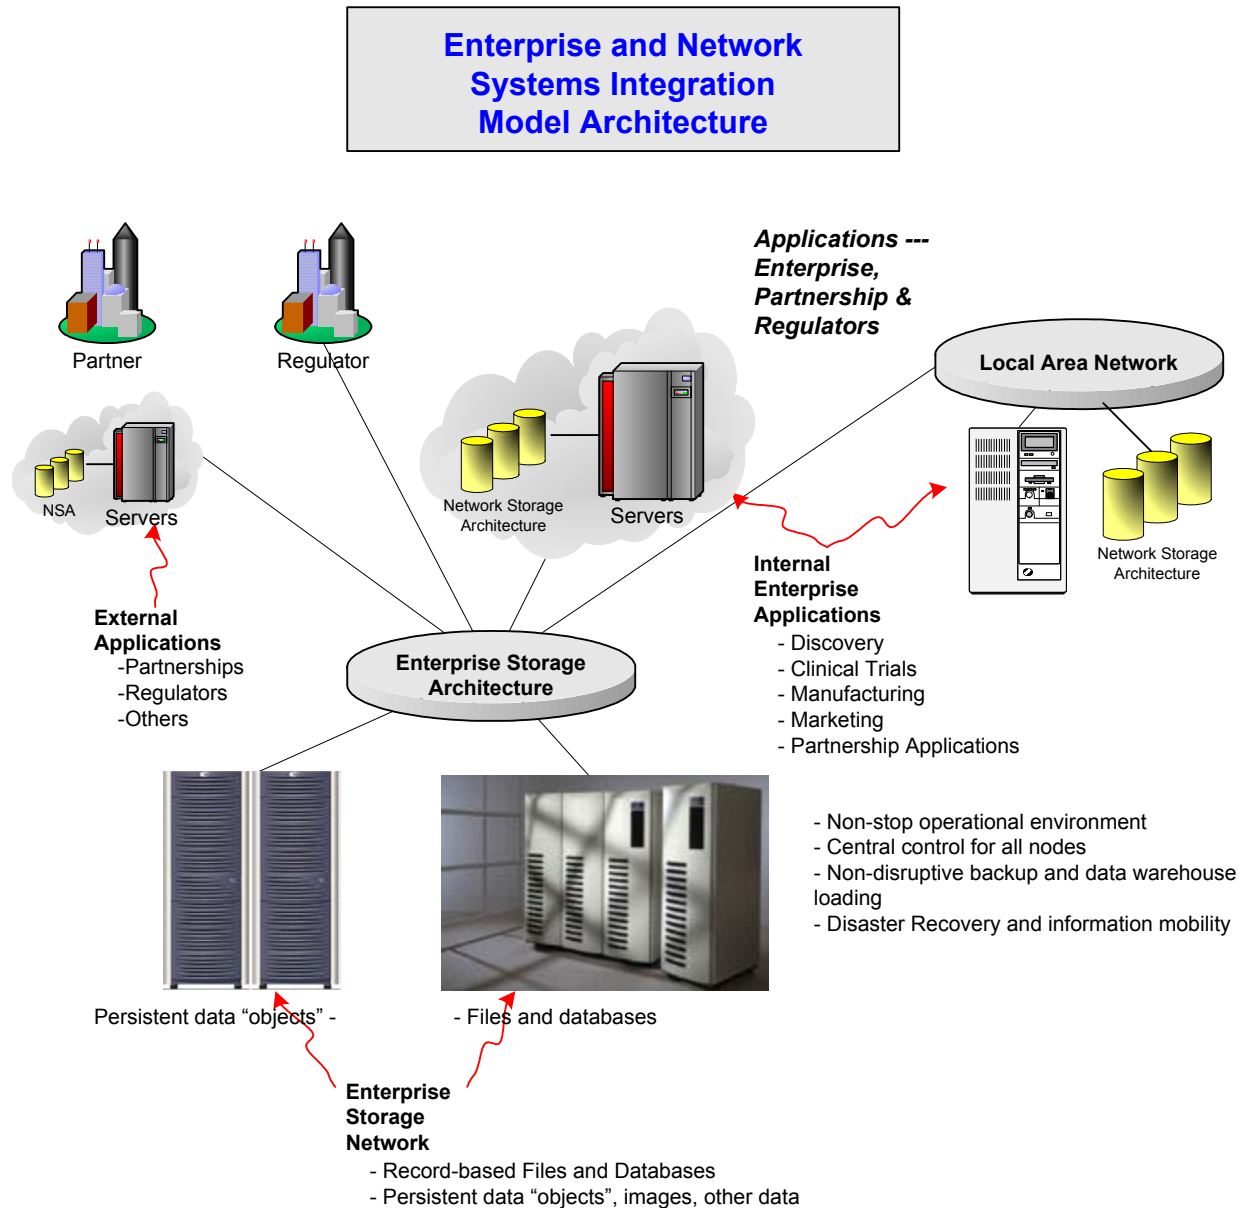 Enterprise and Network
Systems Integration
Model Architecture
Applications ---
Enterprise,
Partnership &
Regulators
Partner
Regulator
Local Area Network
NSA
Servers
Network Storage
Architecture
Servers
Network Storage
Architecture
External
Applications
-Partnerships
-Regulators
-Others
Internal
Enterprise
Applications
- Discovery
- Clinical Trials
- Manufacturing
- Marketing
- Partnership Applications
Enterprise Storage
Architecture
- Non-stop operational environment
- Central control for all nodes
- Non-disruptive backup and data warehouse
loading
- Disaster Recovery and information mobility
Persistent data “objects” -
- Files and databases
Enterprise
Storage
Network
- Record-based Files and Databases
- Persistent data “objects”, images, other data